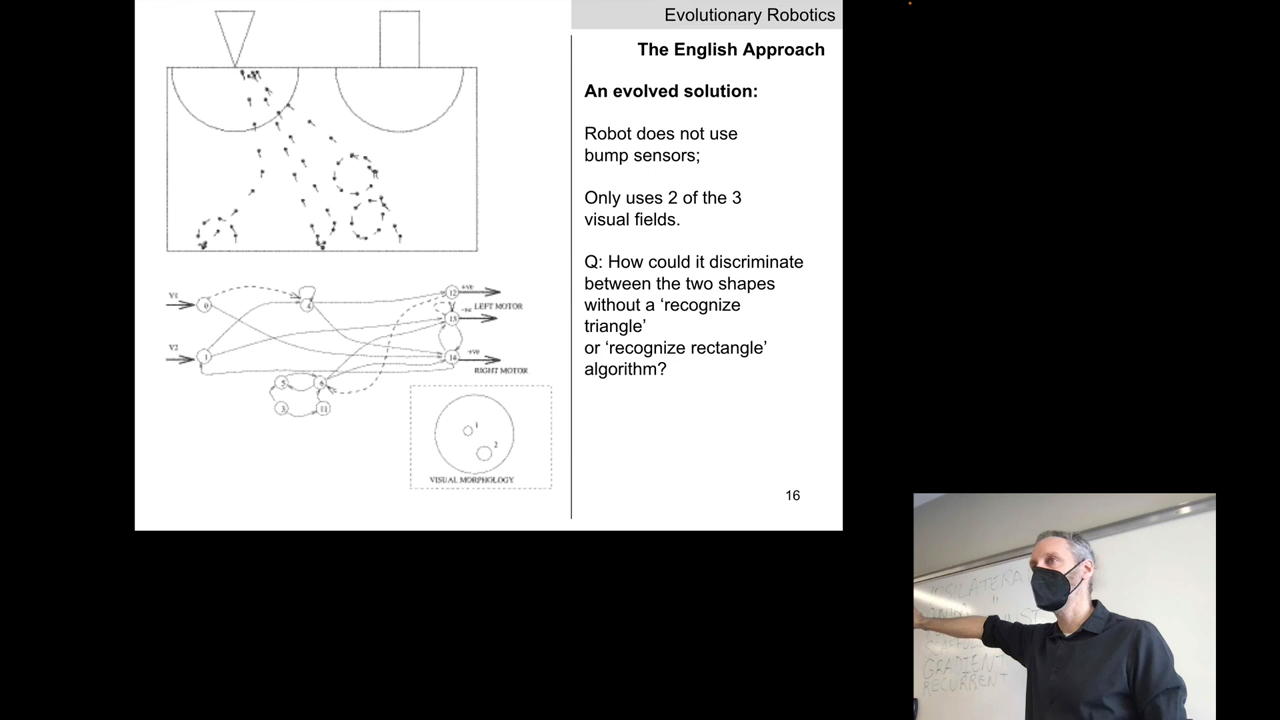 Evolutionary Robotics
The English Approach
An evolved solution:
Robot does not use
bump sensors;
Only uses 2 of the 3
visual fields.
Q: How could it discriminate
between the two shapes
without a ‘recognize
triangle’
or ‘recognize rectangle’
algorithm?
16
V1
0
4
12
+ve
LEFT MOTOR
-ve
13
V2
1
14
+ve
RIGHT MOTOR
5
6
3
11
1
2
VISUAL MORPHOLOGY
GRADIENT
RECURRENT